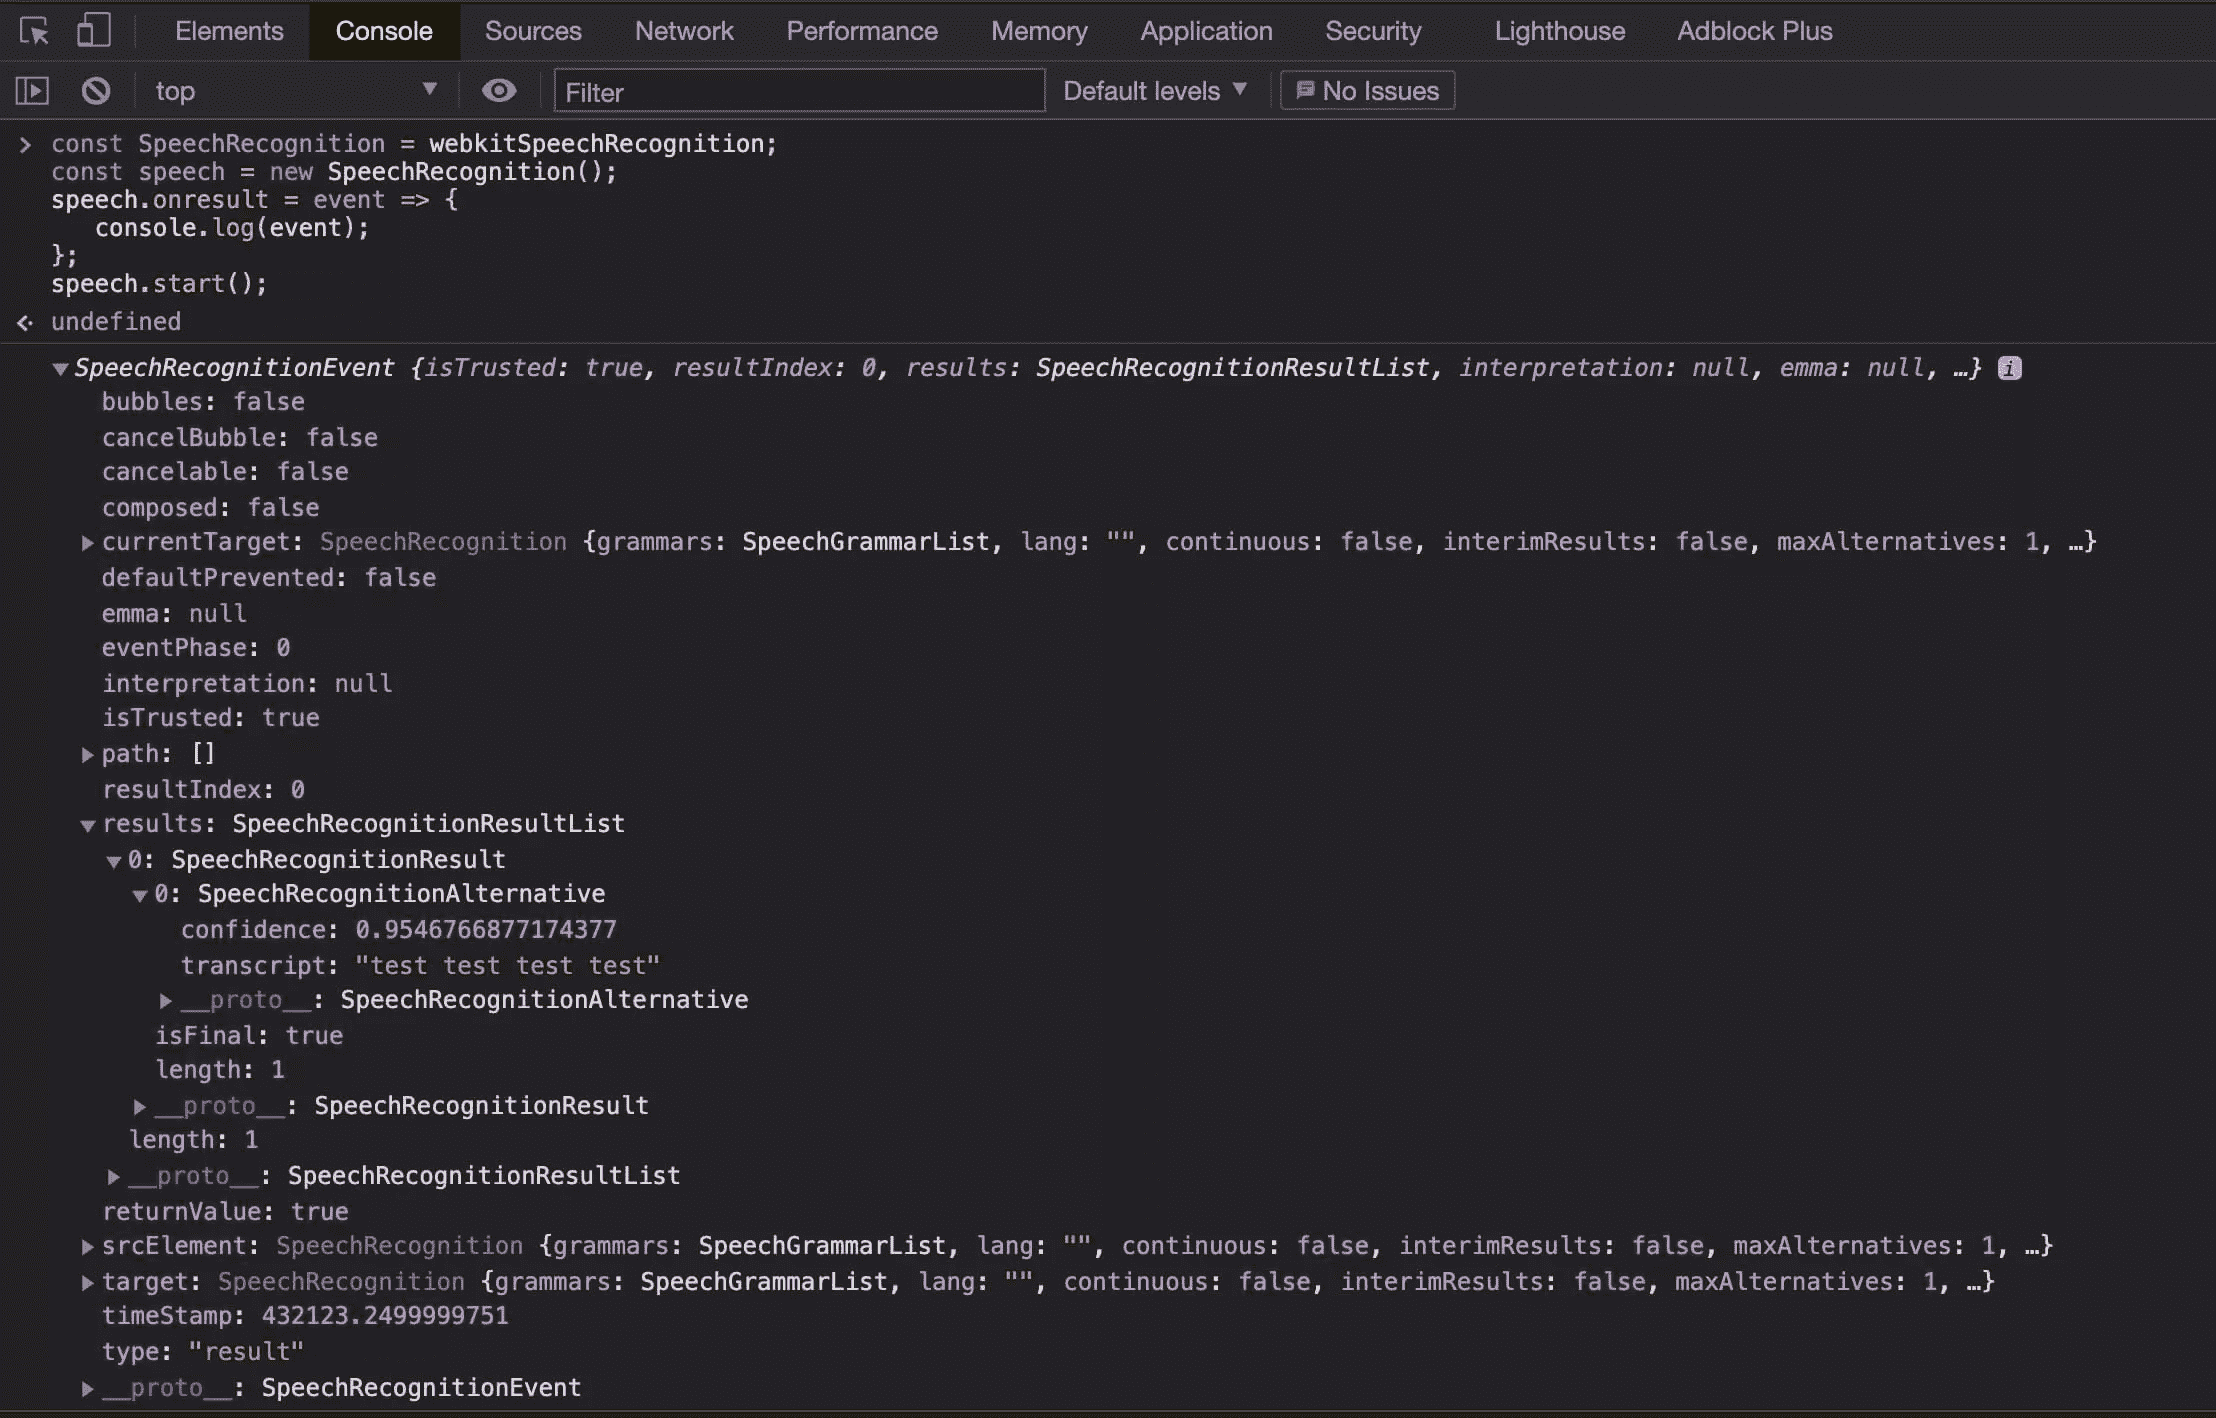 Elements Console Sources Network Performance Memory Application Security Lighthouse Adblock Plus
top Filter Default levels No Issues
const SpeechRecognition = webkitSpeechRecognition;
const speech = new SpeechRecognition();
speech.onresult = event => {
console.log(event);
};
speech.start();
undefined
SpeechRecognitionEvent {isTrusted: true, resultIndex: 0, results: SpeechRecognitionResultList, interpretation: null, emma: null, …} i
bubbles: false
cancelBubble: false
cancelable: false
composed: false
currentTarget: SpeechRecognition {grammars: SpeechGrammarList, lang: "", continuous: false, interimResults: false, maxAlternatives: 1, …}
defaultPrevented: false
emma: null
eventPhase: 0
interpretation: null
isTrusted: true
path: []
resultIndex: 0
results: SpeechRecognitionResultList
0: SpeechRecognitionResult
0: SpeechRecognitionAlternative
confidence: 0.9546766877174377
transcript: "test test test test"
__proto__: SpeechRecognitionAlternative
isFinal: true
length: 1
__proto__: SpeechRecognitionResult
length: 1
__proto__: SpeechRecognitionResultList
returnValue: true
srcElement: SpeechRecognition {grammars: SpeechGrammarList, lang: "", continuous: false, interimResults: false, maxAlternatives: 1, …}
target: SpeechRecognition {grammars: SpeechGrammarList, lang: "", continuous: false, interimResults: false, maxAlternatives: 1, …}
timeStamp: 432123.2499999751
type: "result"
__proto__: SpeechRecognitionEvent